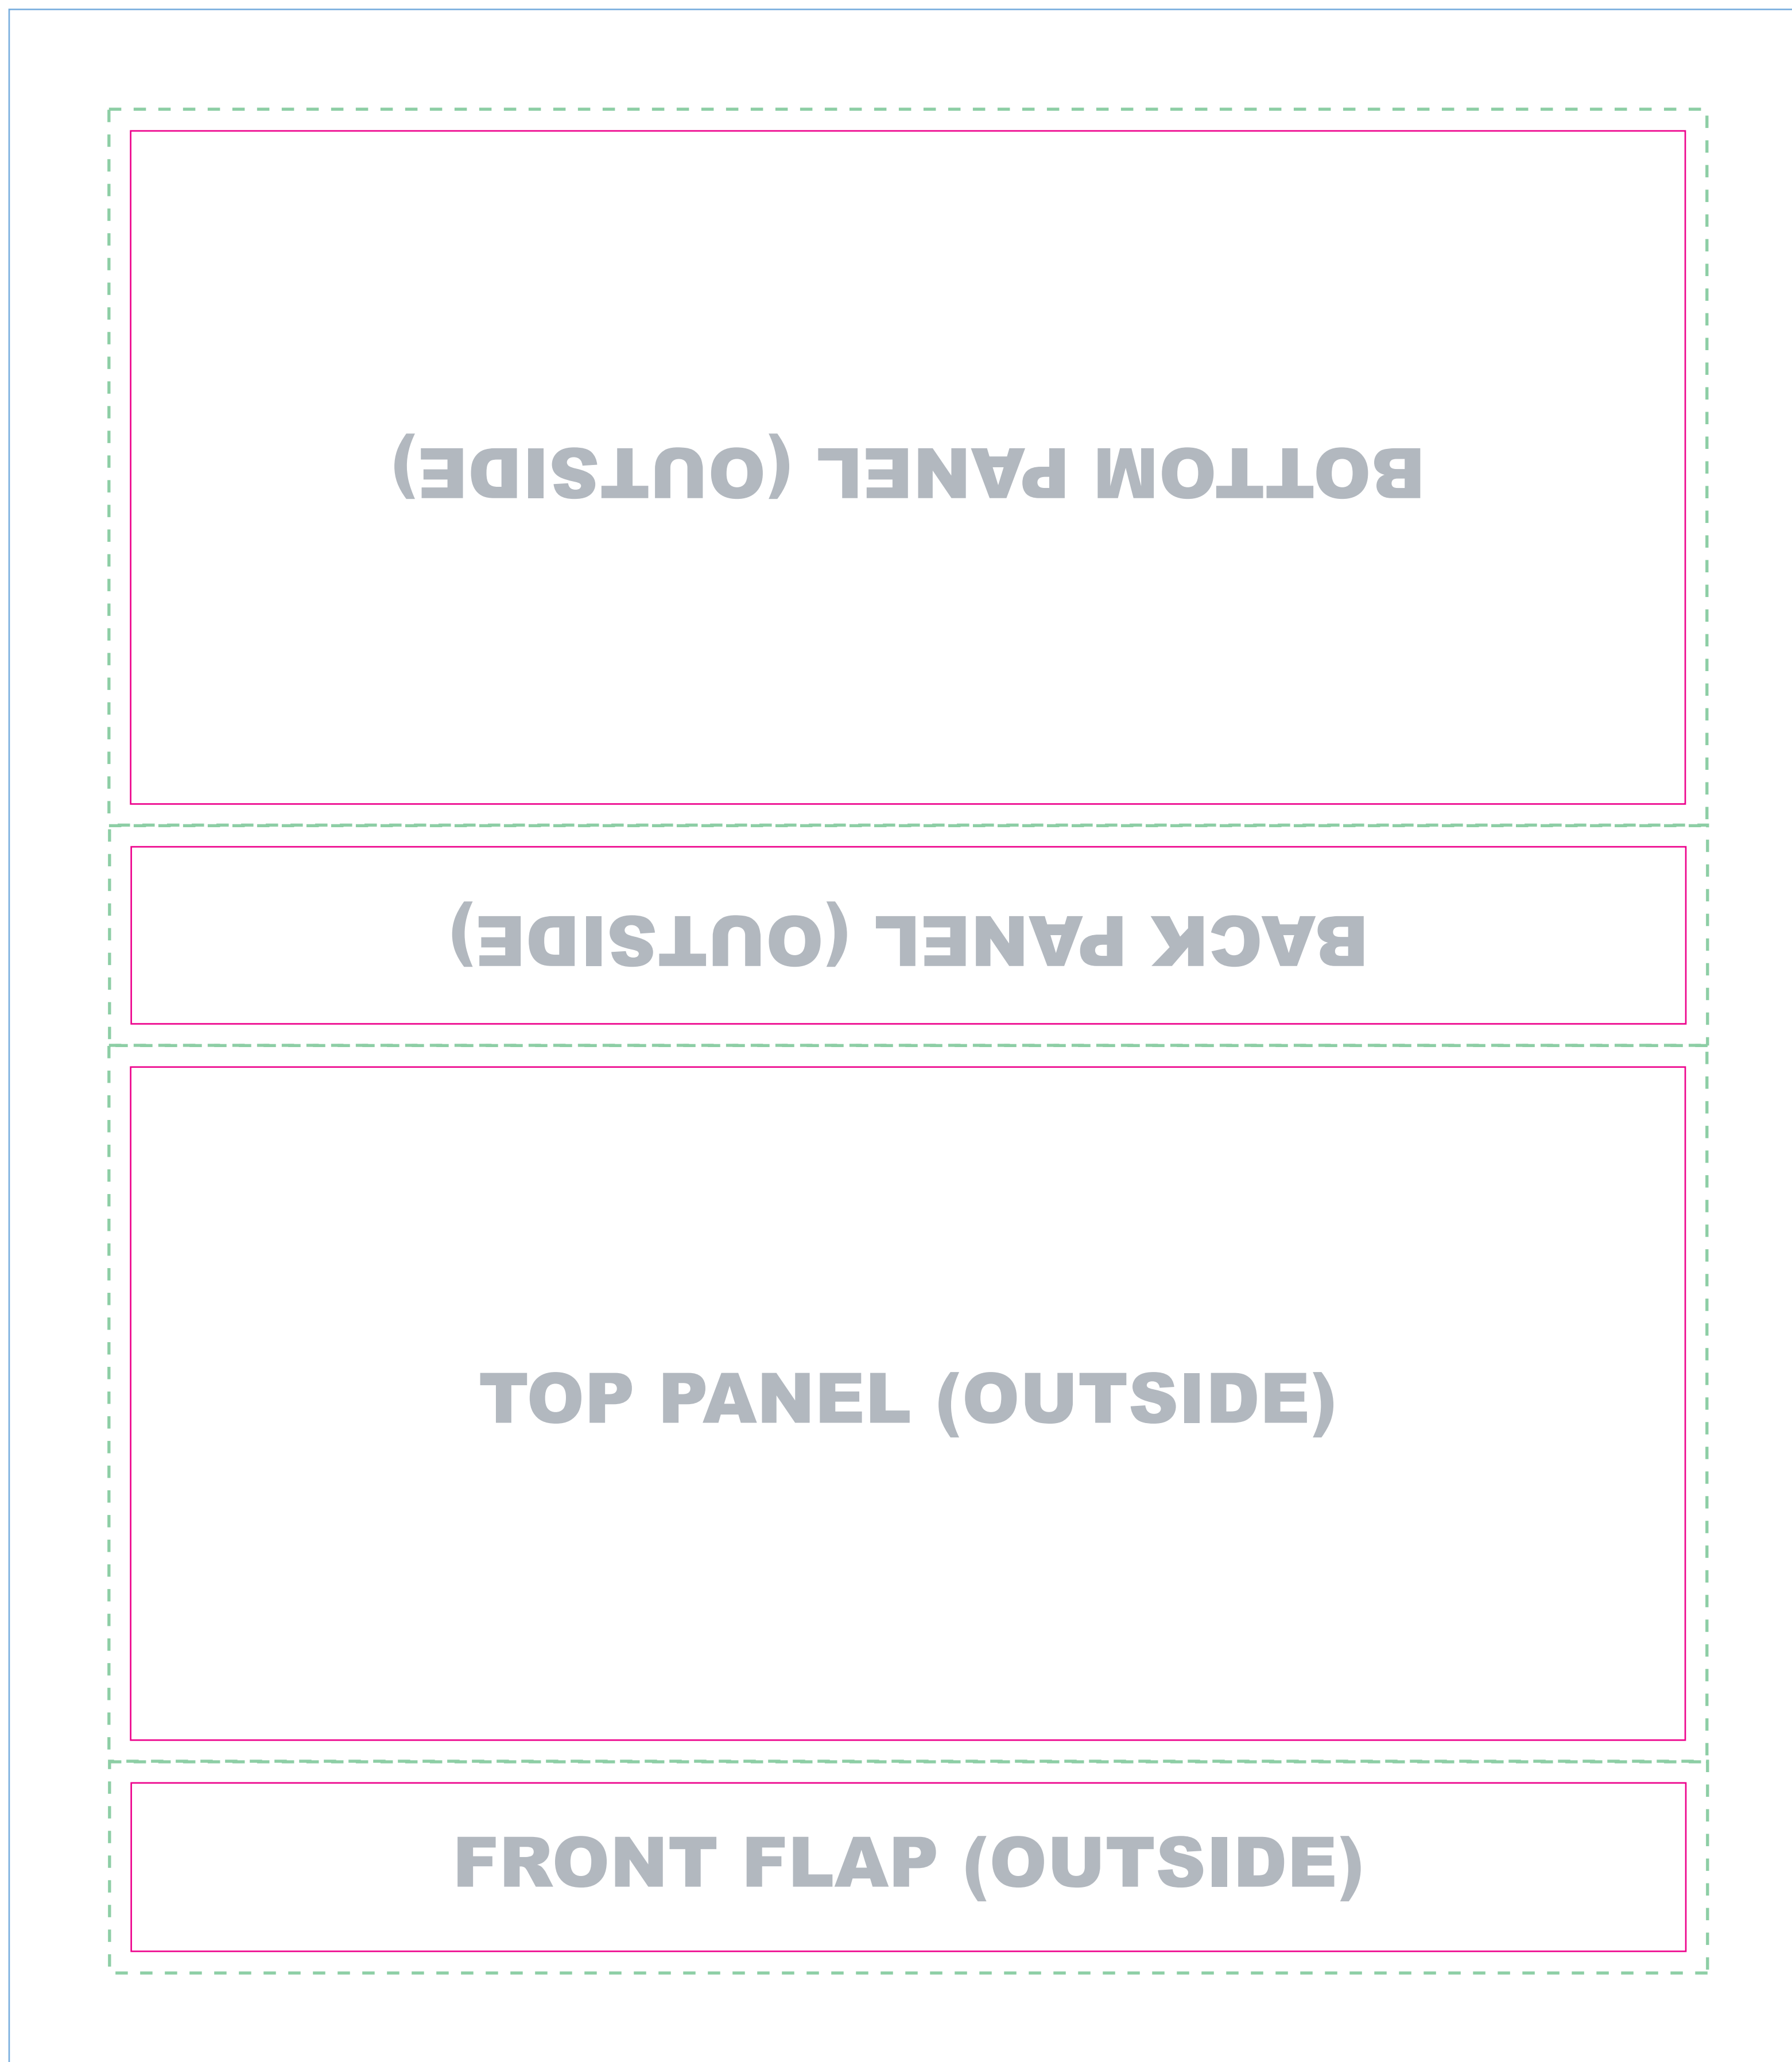 BOTTOM PANEL (OUTSIDE)
BACK PANEL (OUTSIDE)
TOP PANEL (OUTSIDE)
FRONT FLAP (OUTSIDE)